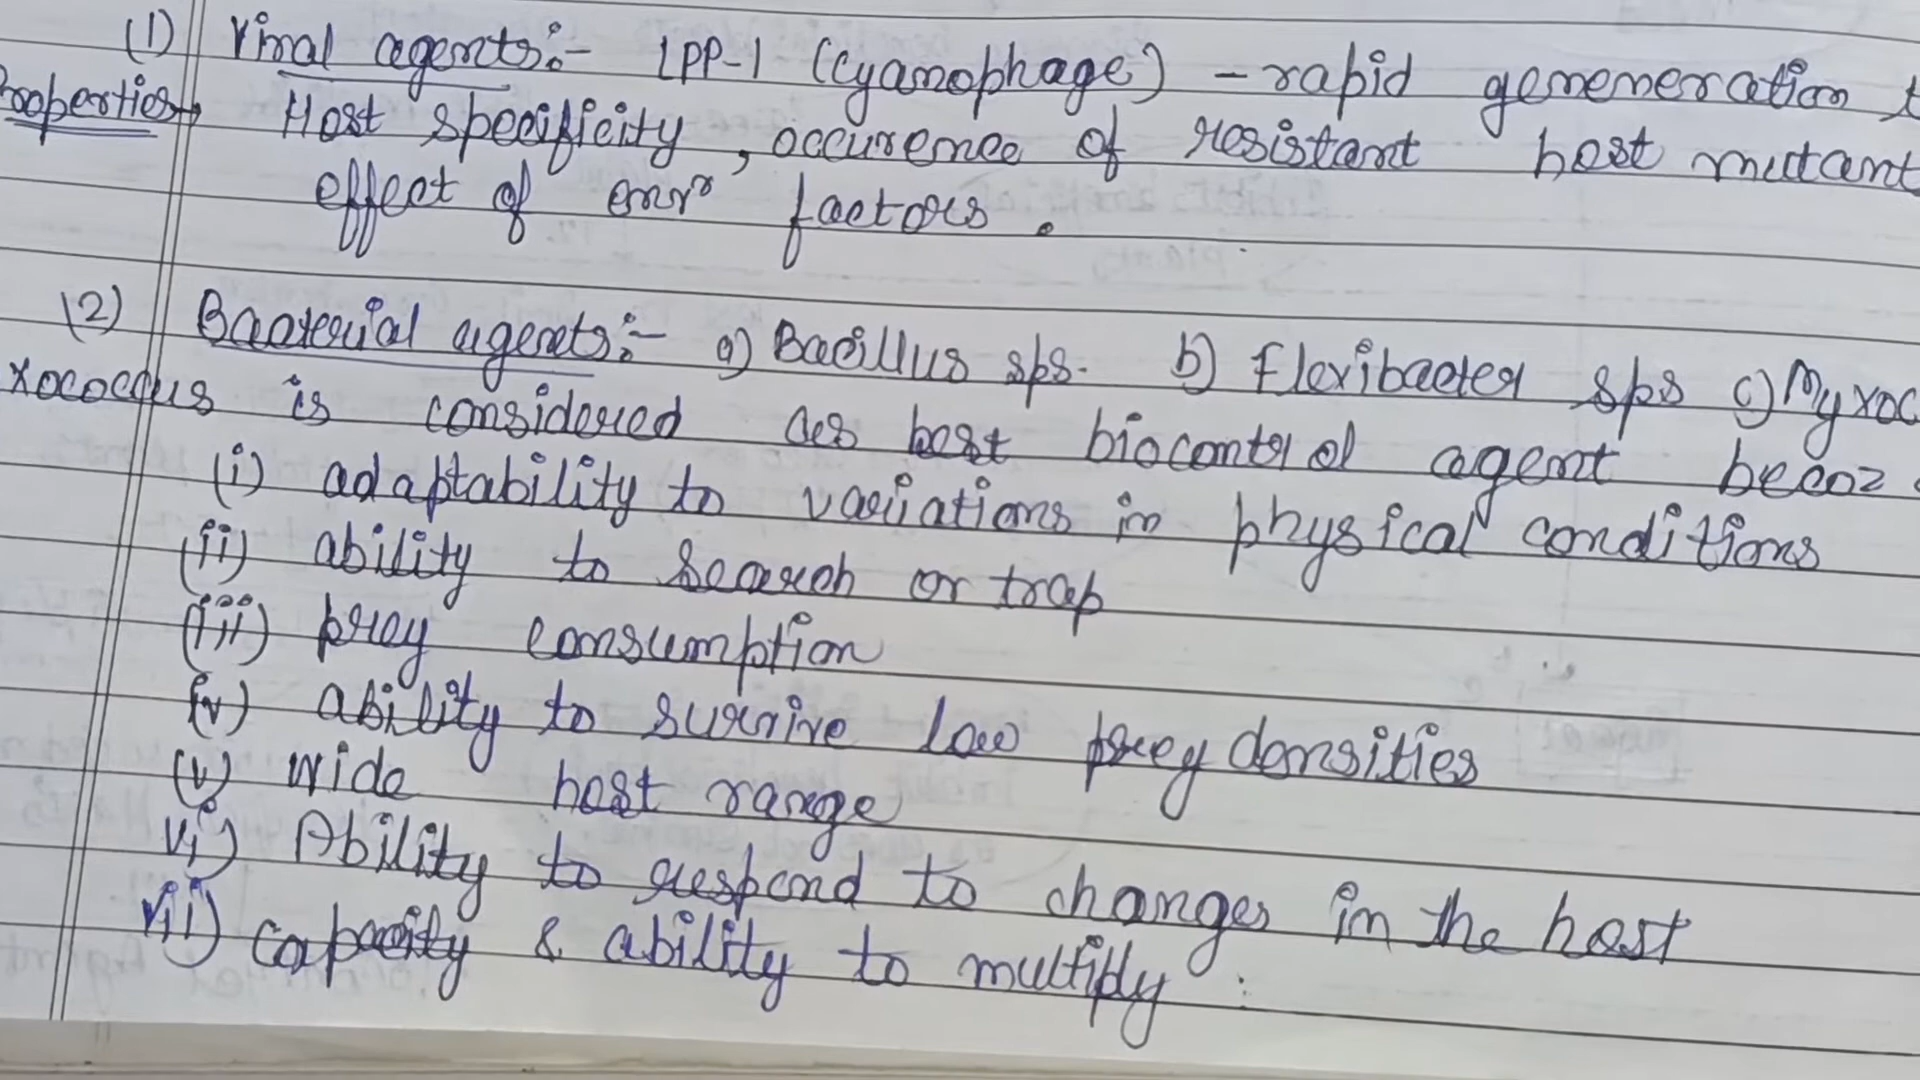 (1) Viral agents:- LPP-1 (Cyanophage) - rapid genemeration t
Properties Host specificity, occurence of resistant host mutant
effect of envr factors.
(2) Bacterial agents:- a) Bacillus sps. b) Flexibacter sps c) Myxoc
xococcus is considered as best biocontrol agent becoz
(i) adaptability to variations in physical conditions
(ii) ability to search or trap
(iii) prey consumption
(iv) ability to survive low prey densities
(v) wide host range
vi) Ability to respond to changes in the host
vii) capacity & ability to multiply.